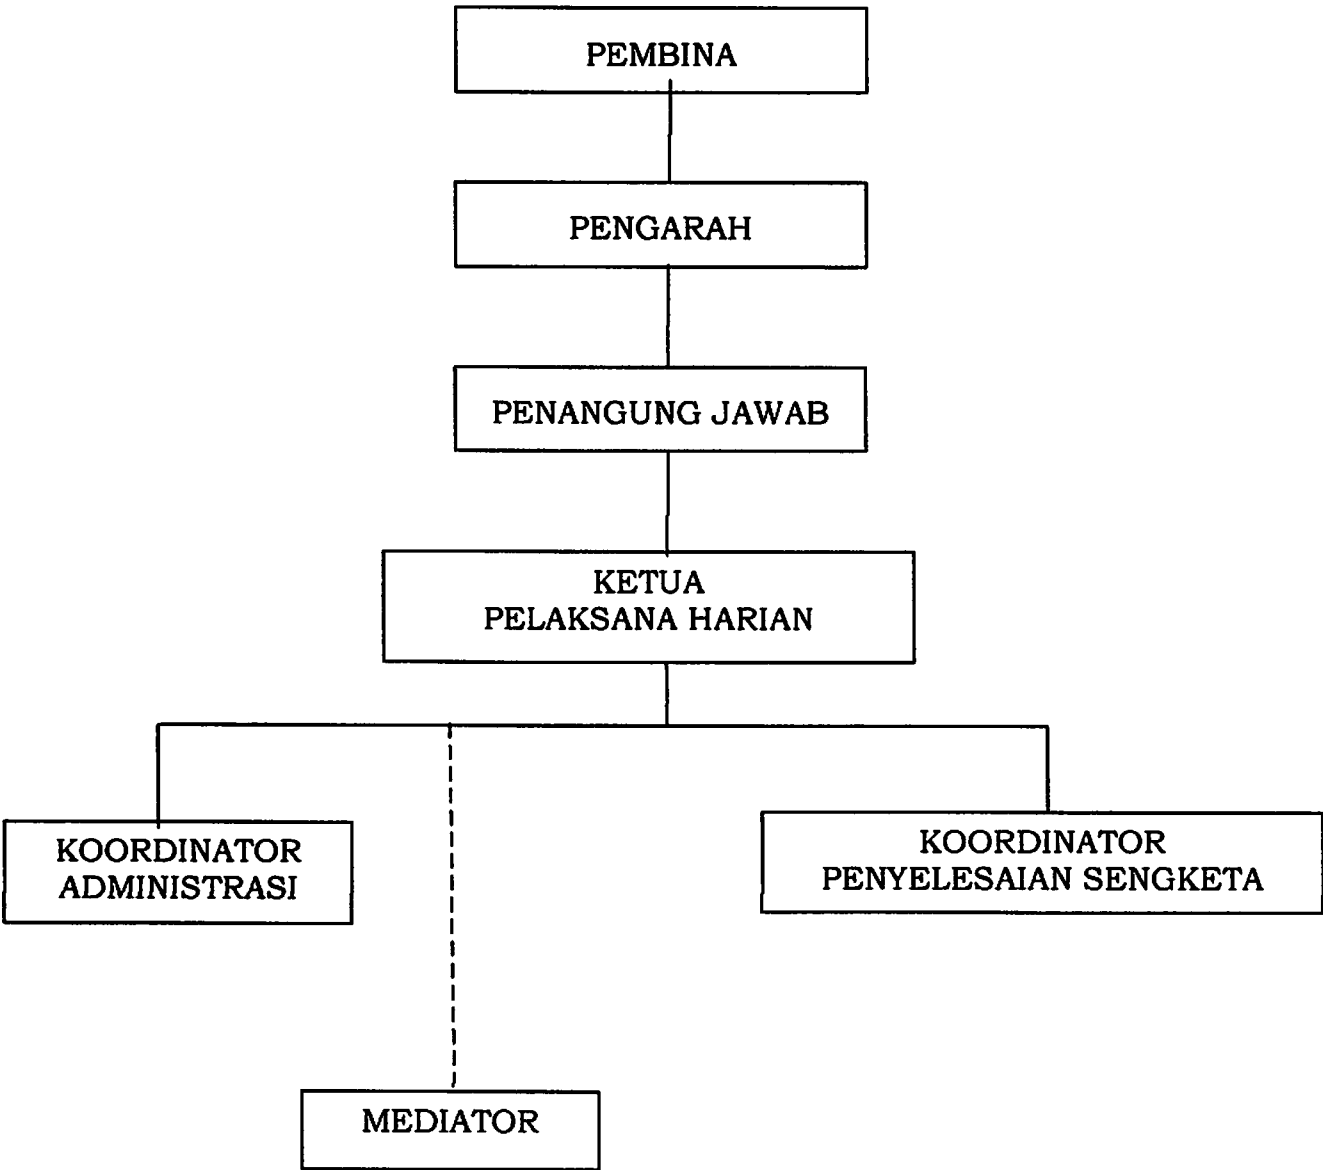 PEMBINA
PENGARAH
PENANGUNG JAWAB
KETUA
PELAKSANA HARIAN
KOORDINATOR
ADMINISTRASI
KOORDINATOR
PENYELESAIAN SENGKETA
MEDIATOR